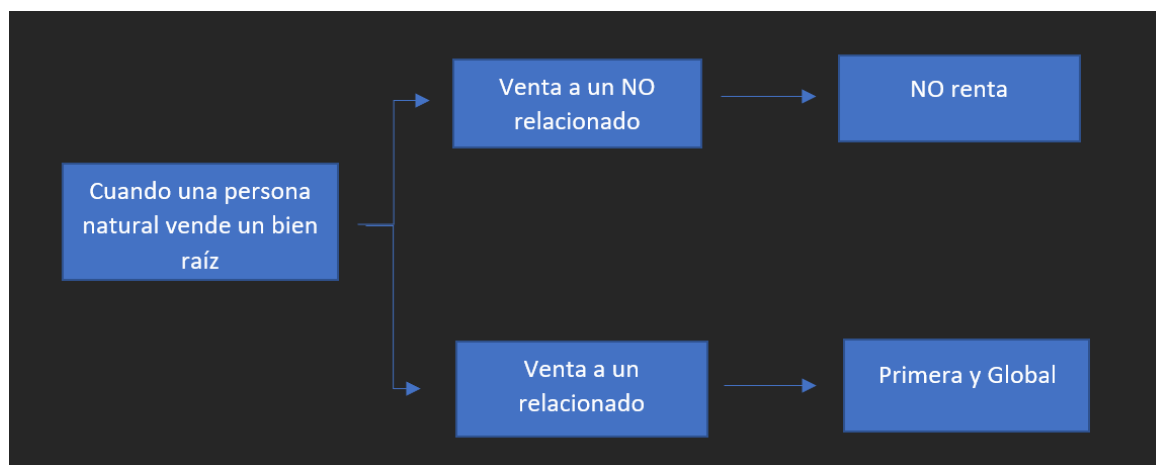 Venta a un NO
relacionado
NO renta
Cuando una persona
natural vende un bien
raíz
Venta a un
relacionado
Primera y Global